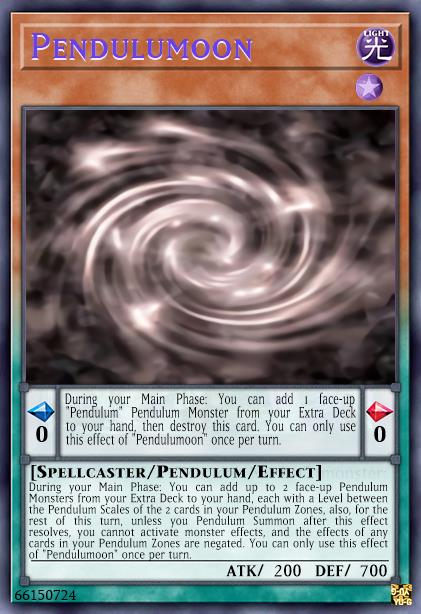 Pendulumoon
LIGHT
光
During your Main Phase: You can add 1 face-up
"Pendulum" Pendulum Monster from your Extra Deck
to your hand, then destroy this card. You can only use
this effect of "Pendulumoon" once per turn.
0
0
[Spellcaster/Pendulum/Effect]
During your Main Phase: You can add up to 2 face-up Pendulum
Monsters from your Extra Deck to your hand, each with a Level between
the Pendulum Scales of the 2 cards in your Pendulum Zones, also, for the
rest of this turn, unless you Pendulum Summon after this effect
resolves, you cannot activate monster effects, and the effects of any
cards in your Pendulum Zones are negated. You can only use this effect
of "Pendulumoon" once per turn.
ATK/ 200 DEF/ 700
66150724